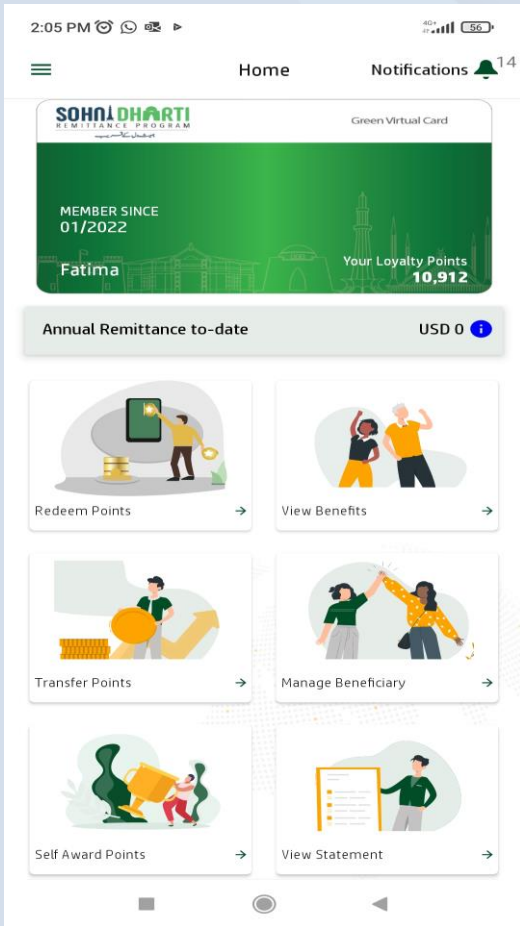 2:05 PM
56
Home
Notifications
14
SOHNI DHARTI
REMITTANCE PROGRAM
Green Virtual Card
MEMBER SINCE
01/2022
Fatima
Your Loyalty Points
10,912
Annual Remittance to-date
USD 0
Redeem Points
View Benefits
Transfer Points
Manage Beneficiary
Self Award Points
View Statement